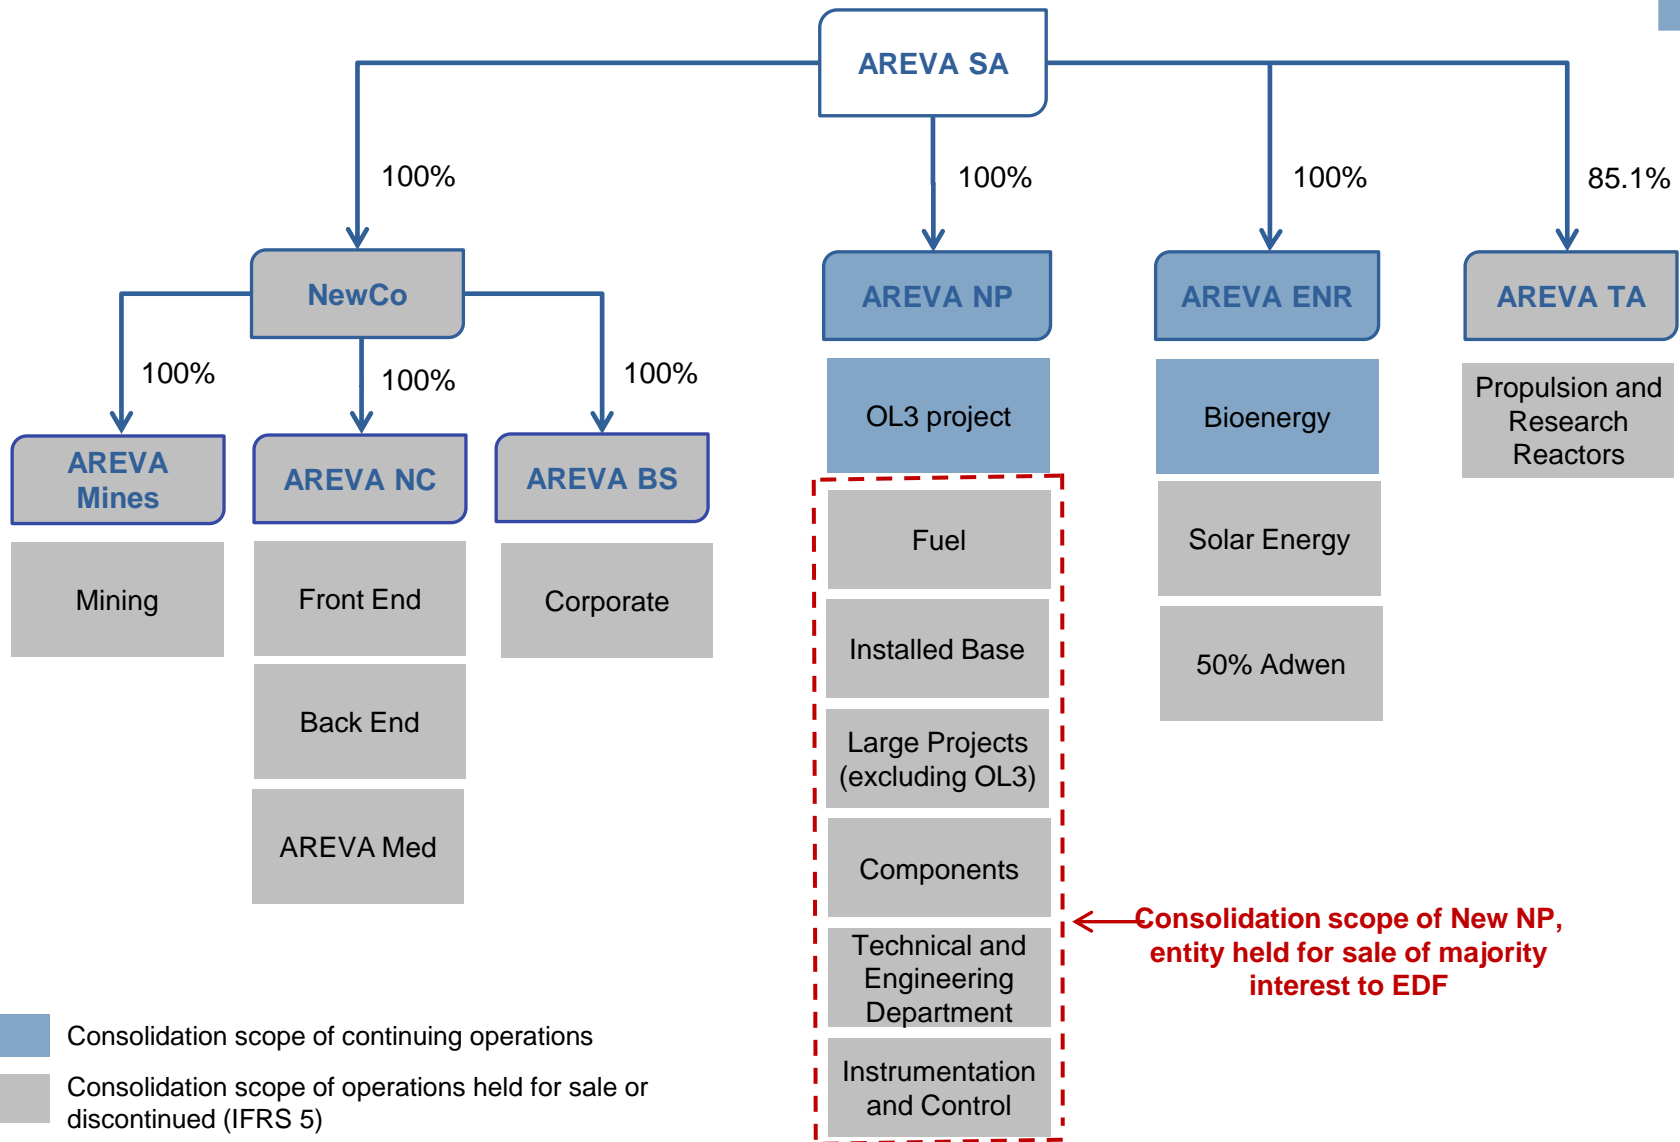 AREVA SA
100%
100%
100%
85.1%
NewCo
AREVA NP
AREVA ENR
AREVA TA
100%
100%
100%
AREVA
Mines
AREVA NC
AREVA BS
Mining
Front End
Back End
AREVA Med
Corporate
OL3 project
Fuel
Installed Base
Large Projects
(excluding OL3)
Components
Technical and
Engineering
Department
Instrumentation
and Control
Bioenergy
Solar Energy
50% Adwen
Propulsion and
Research
Reactors
Consolidation scope of New NP,
entity held for sale of majority
interest to EDF
Consolidation scope of continuing operations
Consolidation scope of operations held for sale or
discontinued (IFRS 5)